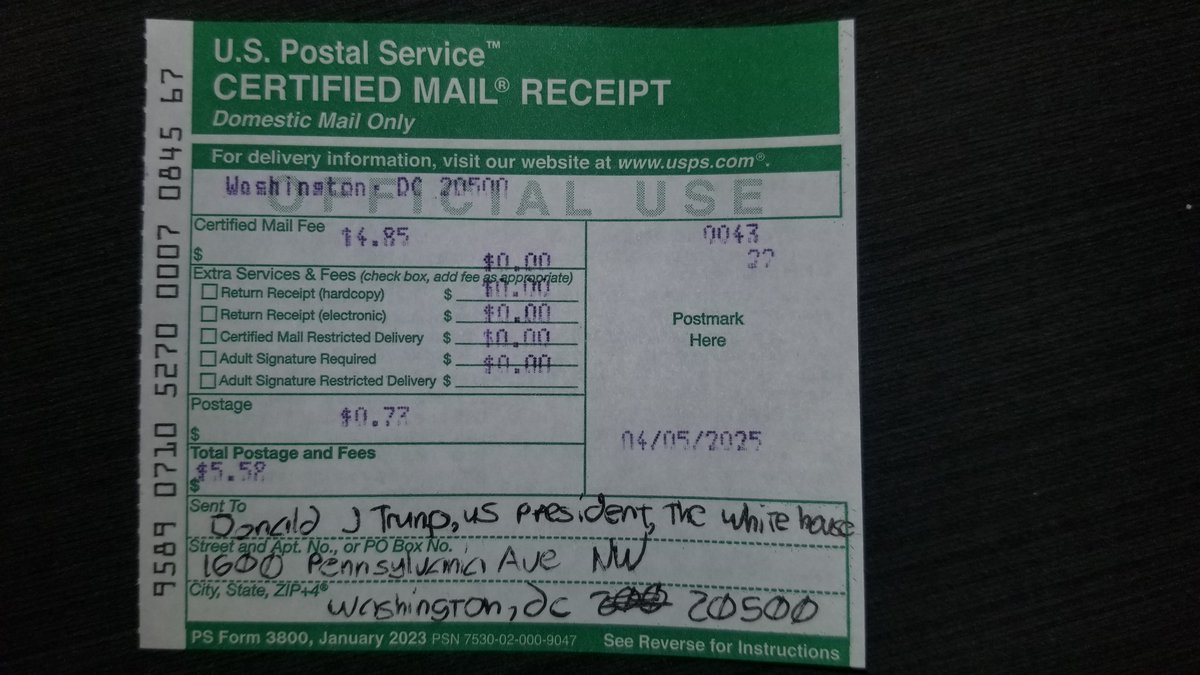 U.S. Postal Service™
CERTIFIED MAIL® RECEIPT
Domestic Mail Only
For delivery information, visit our website at www.usps.com®.
Washington, DC 20500
OFFICIAL USE
Certified Mail Fee $4.85
$
$0.00
Extra Services & Fees (check box, add fee as appropriate)
Return Receipt (hardcopy) $ $0.00
Return Receipt (electronic) $ $0.00
Certified Mail Restricted Delivery $ $0.00
Adult Signature Required $ $0.00
Adult Signature Restricted Delivery $
Postage
$0.77
$
Total Postage and Fees
$5.58
$
0043
27
Postmark
Here
04/05/2025
Sent To
Donald J Trump, US President, The white house
Street and Apt. No., or PO Box No.
1600 Pennsylvania Ave NW
City, State, ZIP+4®
Washington, dc 20500
PS Form 3800, January 2023 PSN 7530-02-000-9047 See Reverse for Instructions
9589 0710 5270 0007 0845 67